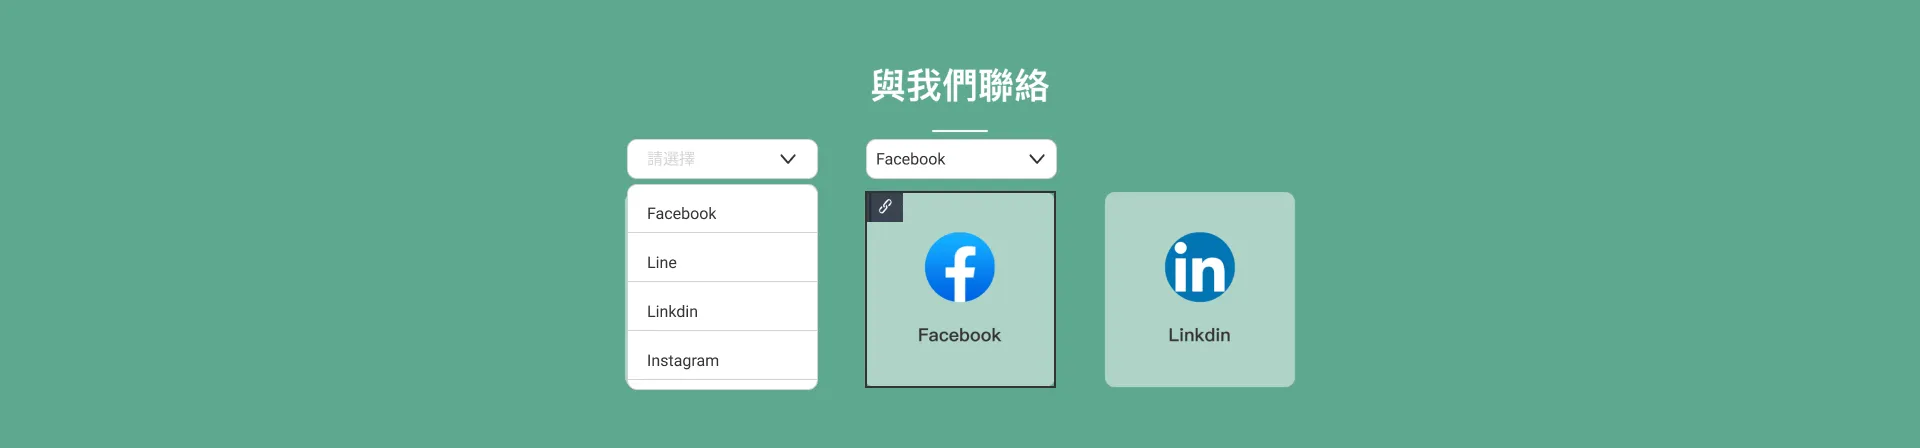 與我們聯絡
請選擇
Facebook
Facebook
Line
Linkdin
Instagram
Facebook
Linkdin